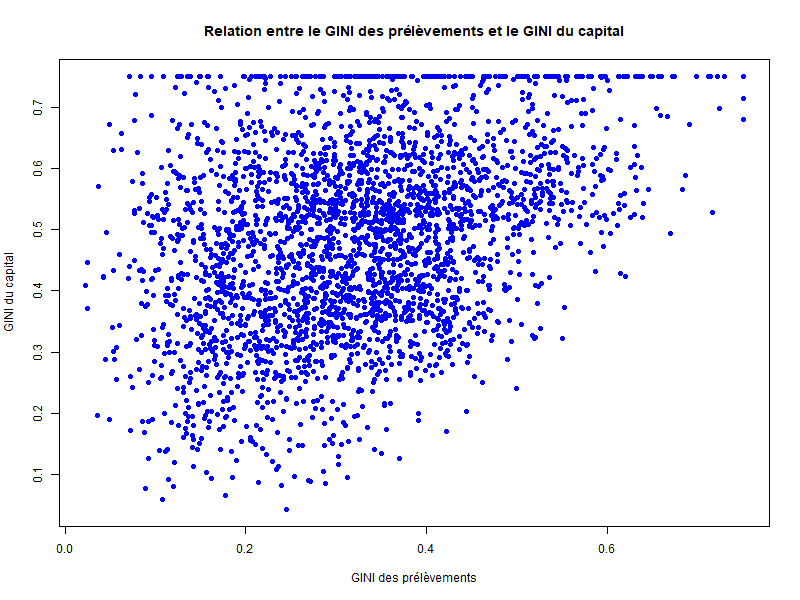 Relation entre le GINI des prélèvements et le GINI du capital
GINI du capital
0.7
0.6
0.5
0.4
0.3
0.2
0.1
0.0 0.2 0.4 0.6
GINI des prélèvements